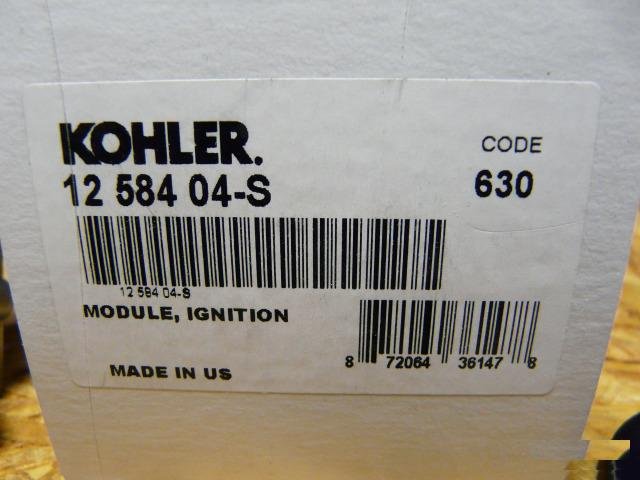 KOHLER.
CODE
12 584 04-S
630
12 584 04-S
MODULE, IGNITION
8 72064 36147 8
MADE IN US